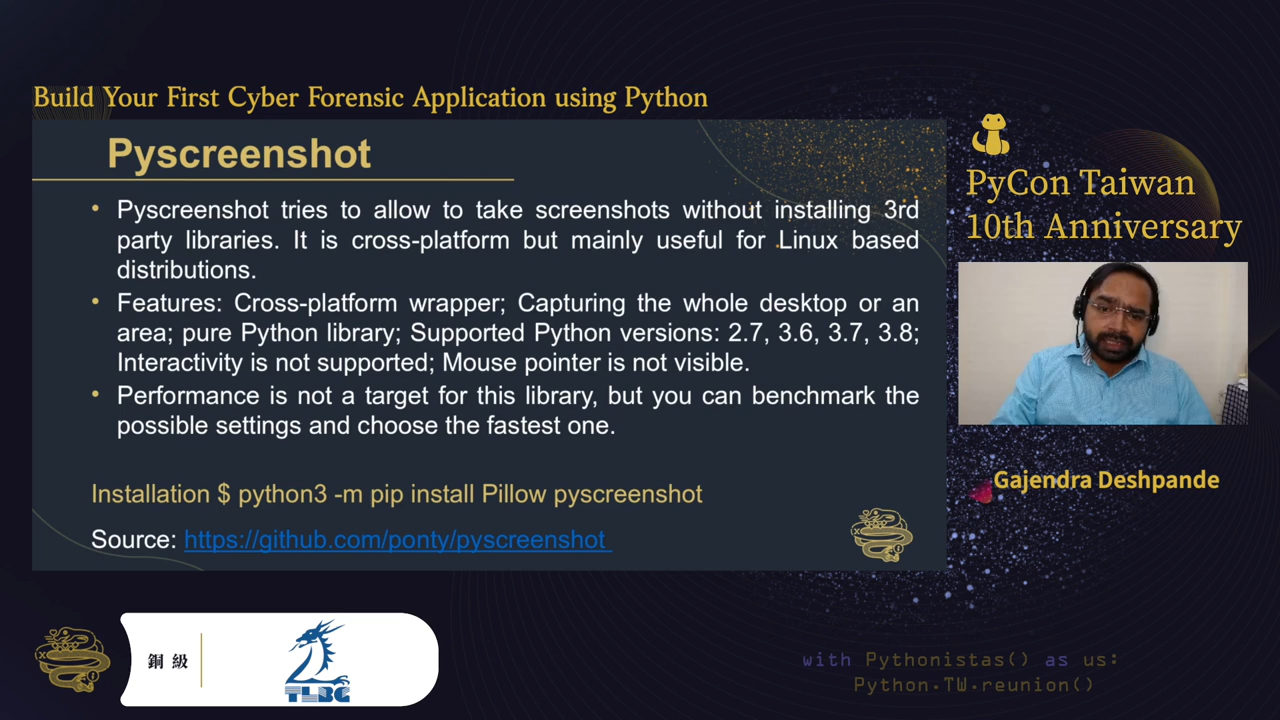 Build Your First Cyber Forensic Application using Python
Pyscreenshot
• Pyscreenshot tries to allow to take screenshots without installing 3rd
party libraries. It is cross-platform but mainly useful for Linux based
distributions.
• Features: Cross-platform wrapper; Capturing the whole desktop or an
area; pure Python library; Supported Python versions: 2.7, 3.6, 3.7, 3.8;
Interactivity is not supported; Mouse pointer is not visible.
• Performance is not a target for this library, but you can benchmark the
possible settings and choose the fastest one.
Installation $ python3 -m pip install Pillow pyscreenshot
Source: https://github.com/ponty/pyscreenshot
PyCon Taiwan
10th Anniversary
Gajendra Deshpande
銅級
TLBG
with Pythonistas() as us:
Python.TW.reunion()